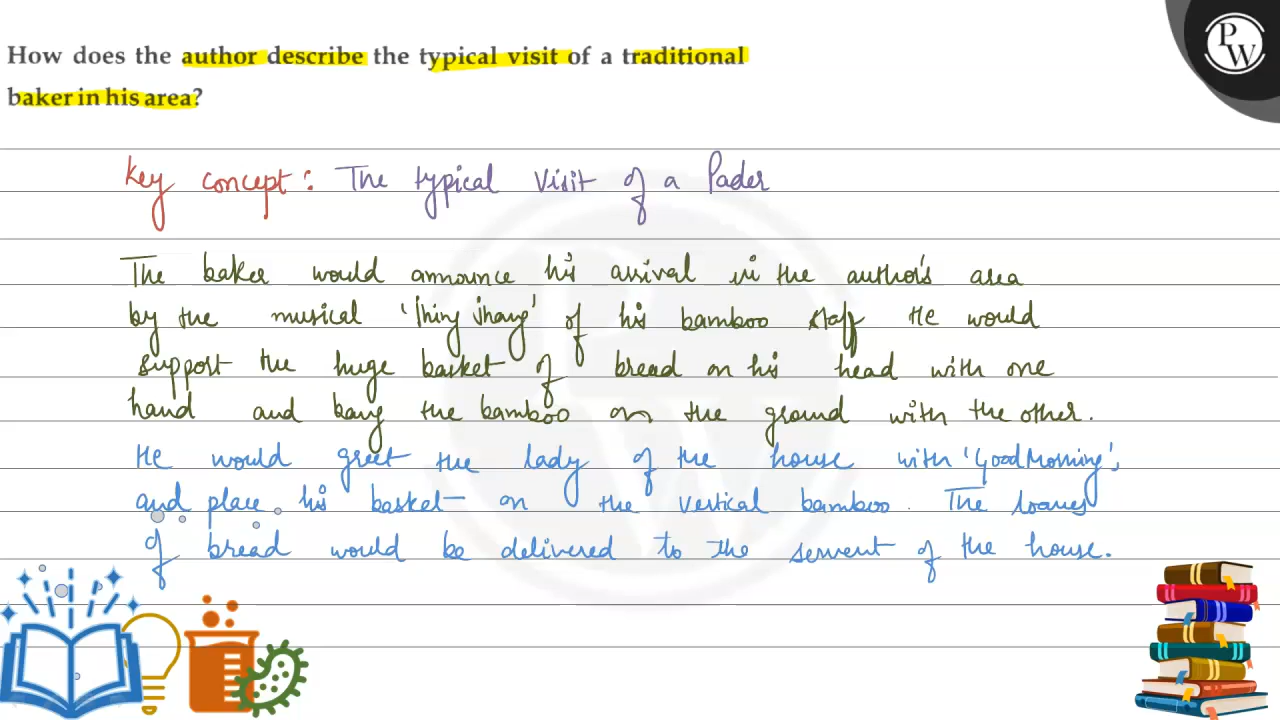 How does the author describe the typical visit of a traditional
baker in his area?
PW
Key concept: The typical visit of a Pader
The baker would announce his arrival in the author's area
by the musical 'Jhing Jhang' of his bamboo staff He would
support the huge basket of bread on his head with one
hand and bang the bamboo on the ground with the other.
He would greet the lady of the house with 'Good Morning',
and place his basket on the vertical bamboo. The loaves
of bread would be delivered to the servent of the house.